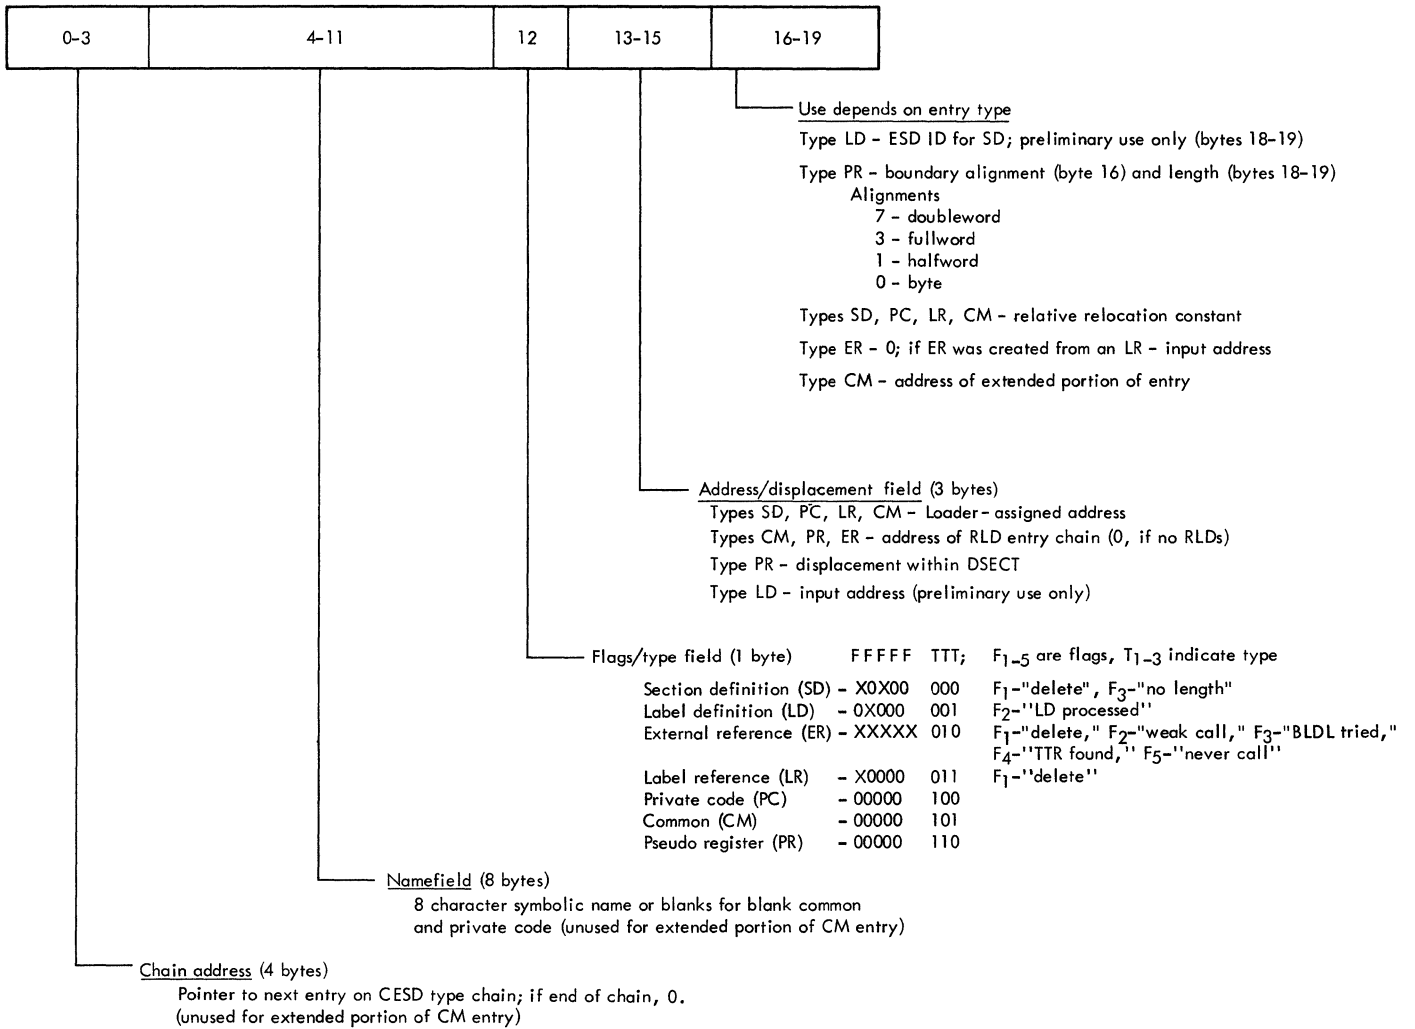 0-3 4-11 12 13-15 16-19
Use depends on entry type
Type LD - ESD ID for SD; preliminary use only (bytes 18-19)
Type PR - boundary alignment (byte 16) and length (bytes 18-19)
Alignments
7 - doubleword
3 - fullword
1 - halfword
0 - byte
Types SD, PC, LR, CM - relative relocation constant
Type ER - 0; if ER was created from an LR - input address
Type CM - address of extended portion of entry
Address/displacement field (3 bytes)
Types SD, PC, LR, CM - Loader-assigned address
Types CM, PR, ER - address of RLD entry chain (0, if no RLDs)
Type PR - displacement within DSECT
Type LD - input address (preliminary use only)
Flags/type field (1 byte) FFFFF TTT; F1-5 are flags, T1-3 indicate type
Section definition (SD) - X0X00 000 F1-"delete", F3-"no length"
Label definition (LD) - 0X000 001 F2-"LD processed"
External reference (ER) - XXXXX 010 F1-"delete," F2-"weak call," F3-"BLDL tried,"
F4-"TTR found," F5-"never call"
Label reference (LR) - X0000 011 F1-"delete"
Private code (PC) - 00000 100
Common (CM) - 00000 101
Pseudo register (PR) - 00000 110
Namefield (8 bytes)
8 character symbolic name or blanks for blank common
and private code (unused for extended portion of CM entry)
Chain address (4 bytes)
Pointer to next entry on CESD type chain; if end of chain, 0.
(unused for extended portion of CM entry)